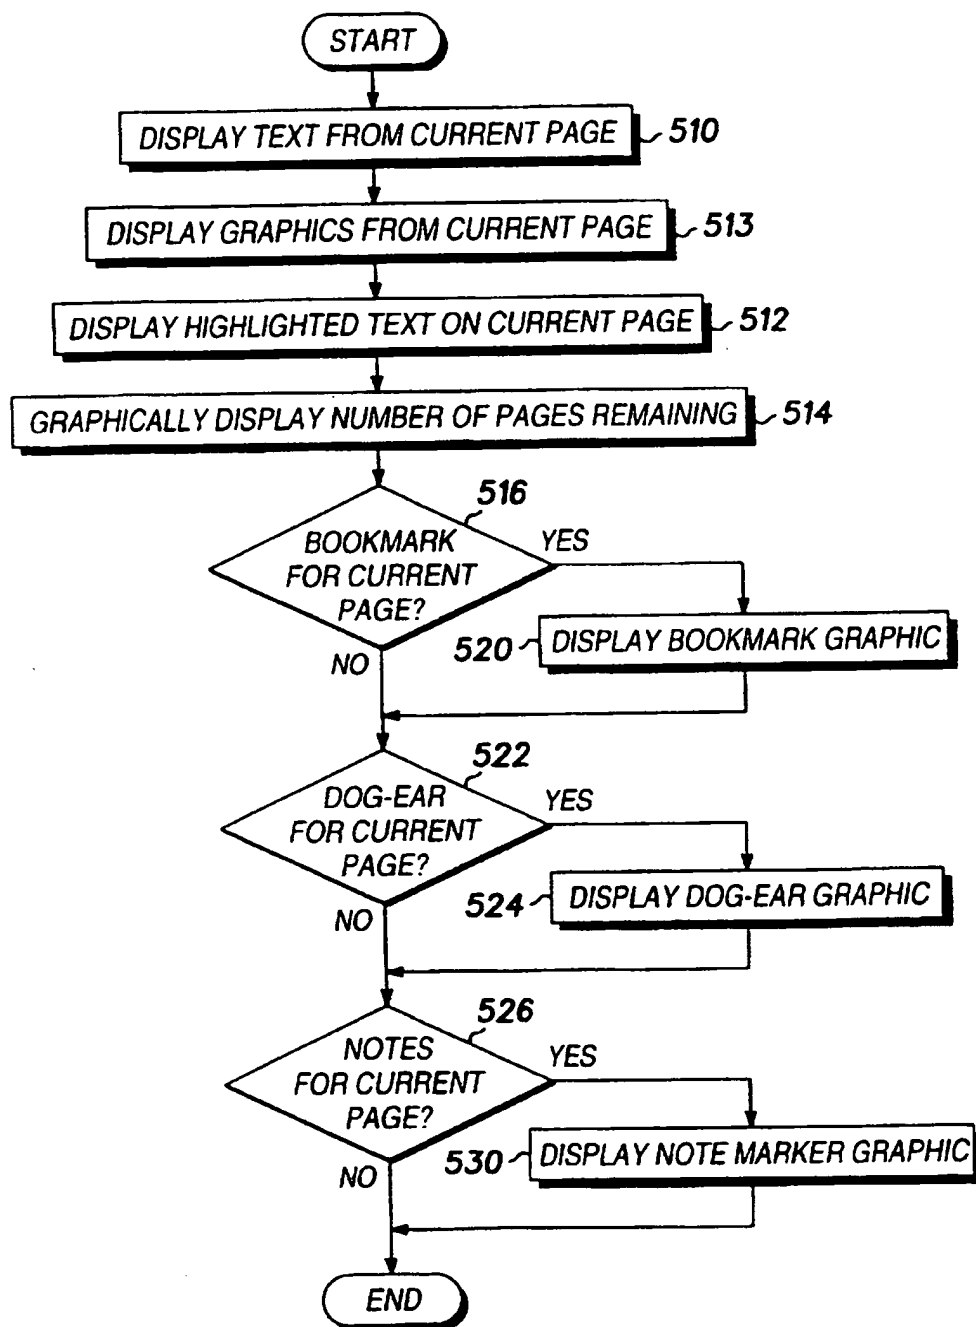 START
DISPLAY TEXT FROM CURRENT PAGE
510
DISPLAY GRAPHICS FROM CURRENT PAGE
513
DISPLAY HIGHLIGHTED TEXT ON CURRENT PAGE
512
GRAPHICALLY DISPLAY NUMBER OF PAGES REMAINING
514
516
BOOKMARK
FOR CURRENT
PAGE?
YES
520
DISPLAY BOOKMARK GRAPHIC
NO
522
DOG-EAR
FOR CURRENT
PAGE?
YES
524
DISPLAY DOG-EAR GRAPHIC
NO
526
NOTES
FOR CURRENT
PAGE?
YES
530
DISPLAY NOTE MARKER GRAPHIC
NO
END